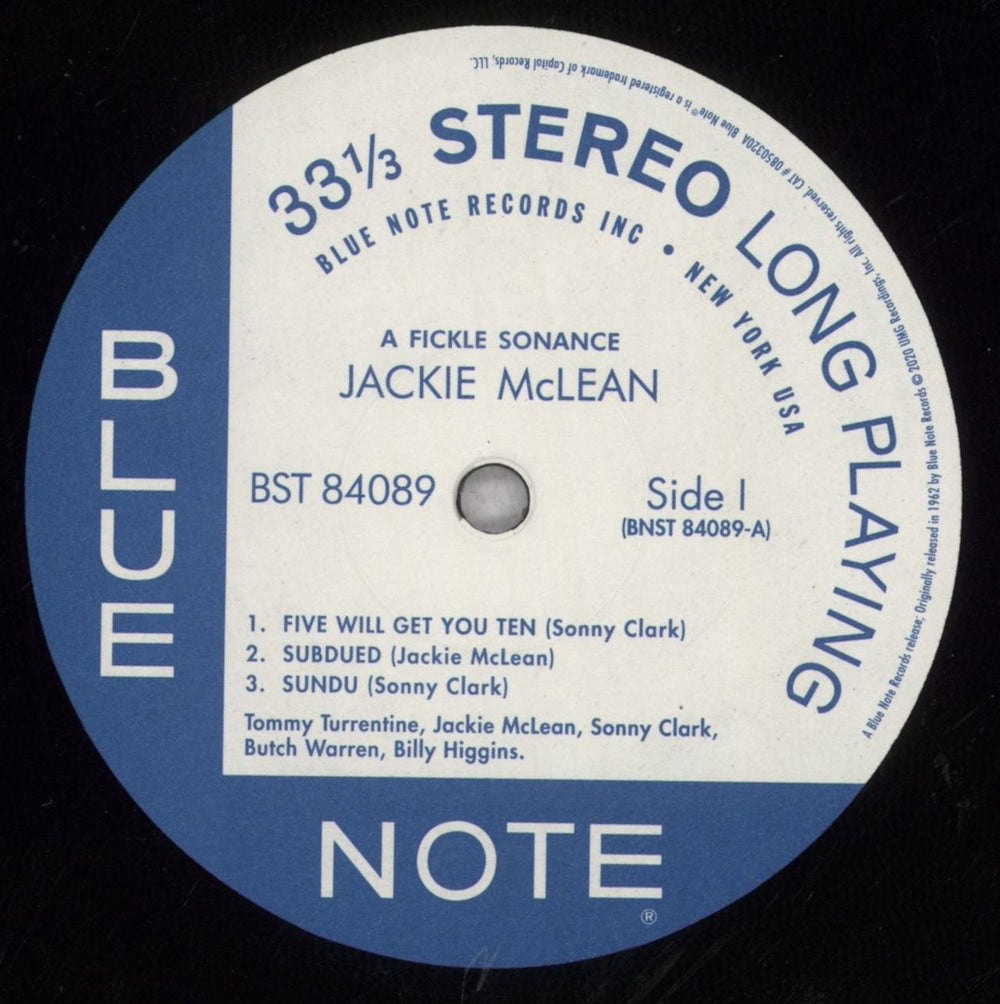 33⅓ STEREO LONG PLAYING
BLUE NOTE RECORDS INC • NEW YORK USA
A Blue Note Records release; Originally released in 1962 by Blue Note Records © 2020 UMG Recordings, Inc. All rights reserved. CAT # 0850320A Blue Note® is a registered trademark of Capitol Records, LLC.
A FICKLE SONANCE
JACKIE McLEAN
BST 84089
Side I
(BNST 84089-A)
1. FIVE WILL GET YOU TEN (Sonny Clark)
2. SUBDUED (Jackie McLean)
3. SUNDU (Sonny Clark)
Tommy Turrentine, Jackie McLean, Sonny Clark,
Butch Warren, Billy Higgins.
BLUE
NOTE
®